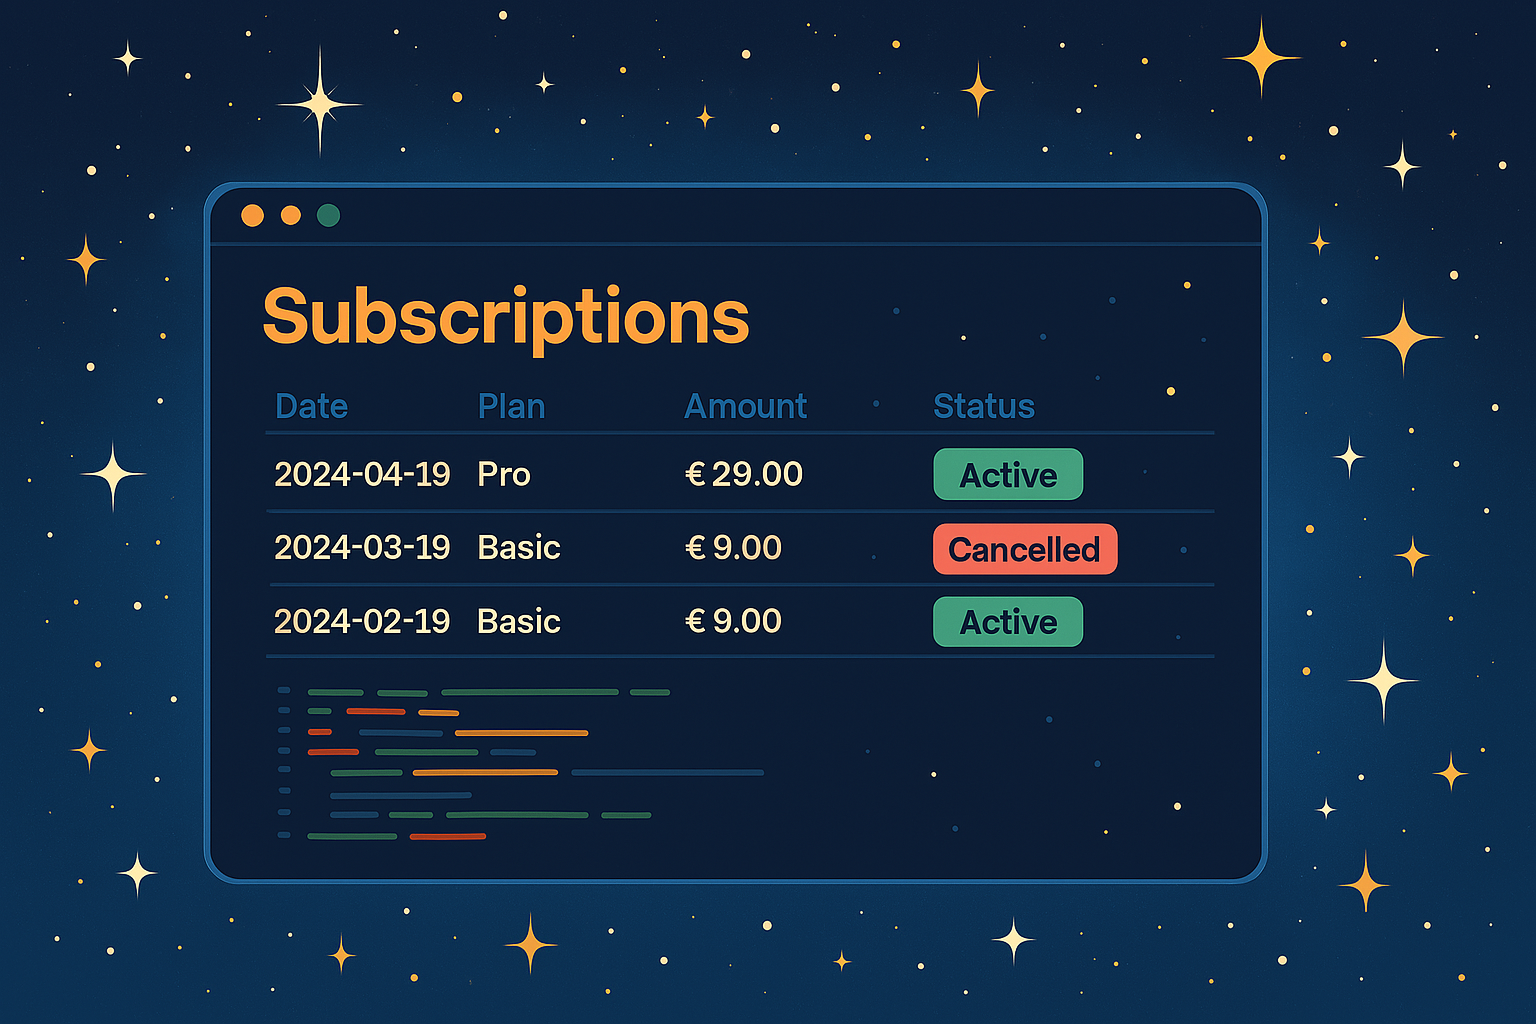 Subscriptions
Date Plan Amount Status
2024-04-19 Pro € 29.00 Active
2024-03-19 Basic € 9.00 Cancelled
2024-02-19 Basic € 9.00 Active